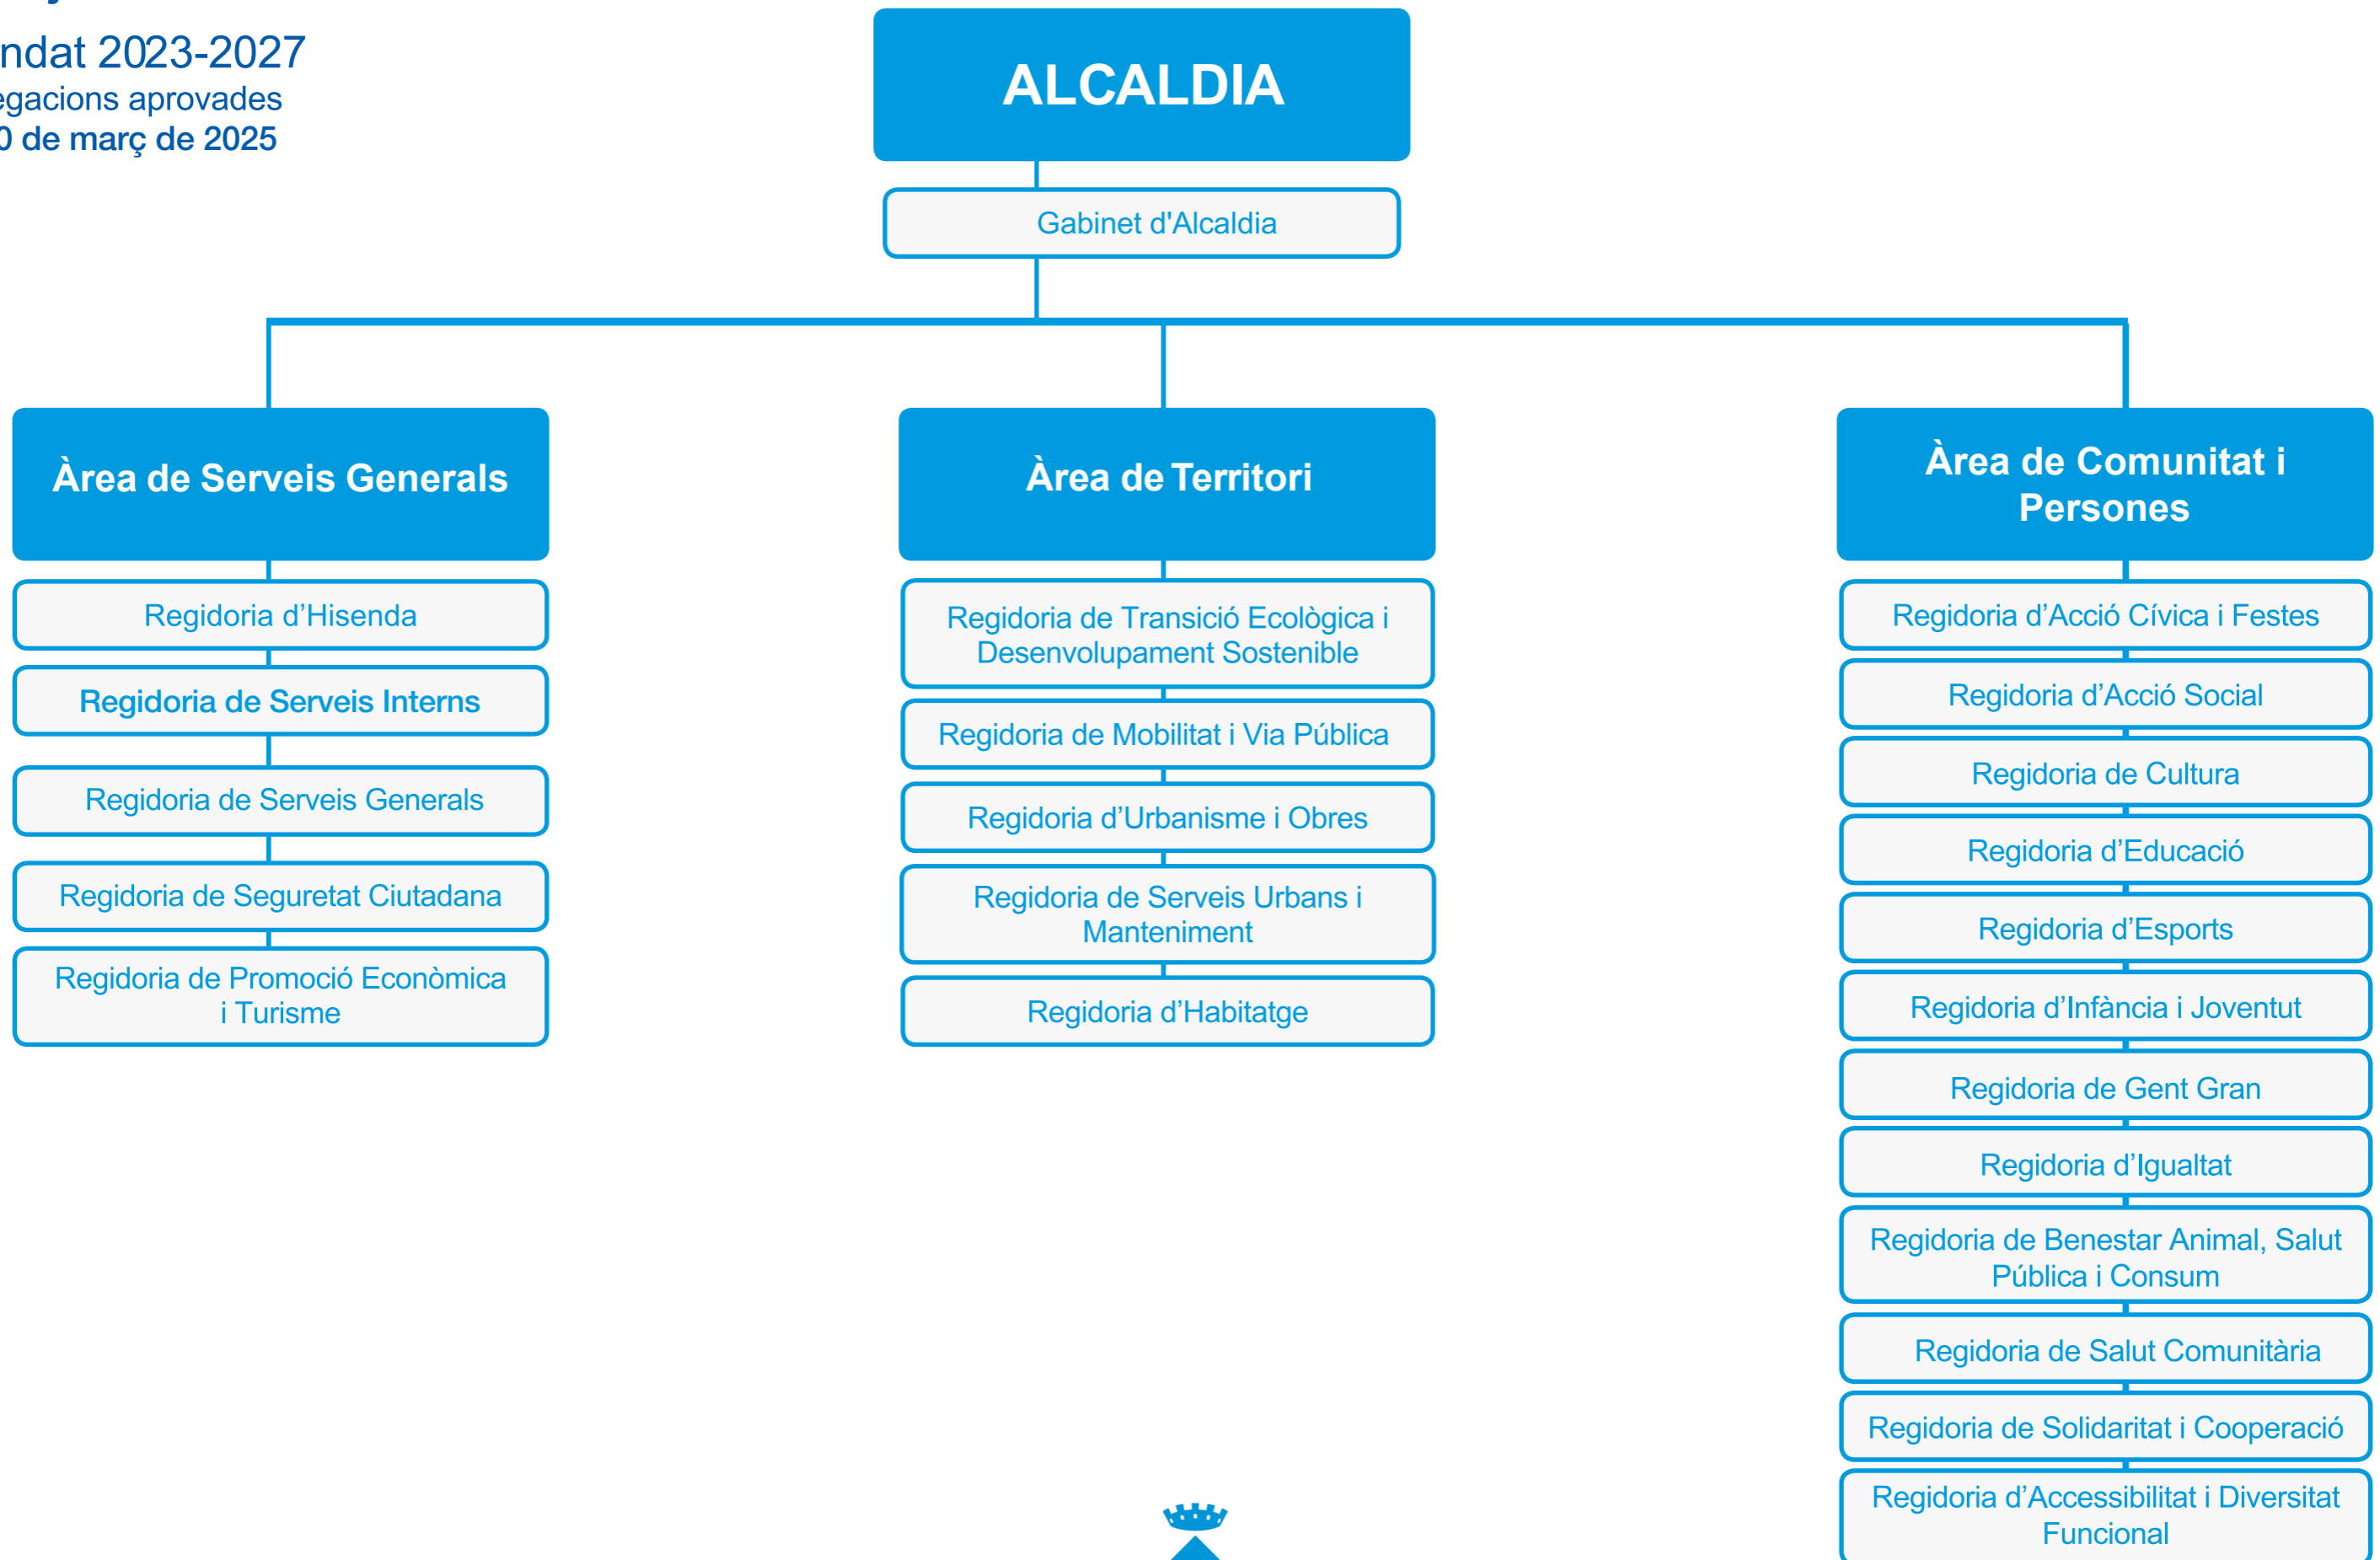 ndat 2023-2027
egacions aprovades
0 de març de 2025
ALCALDIA
Gabinet d'Alcaldia
Àrea de Serveis Generals
Regidoria d’Hisenda
Regidoria de Serveis Interns
Regidoria de Serveis Generals
Regidoria de Seguretat Ciutadana
Regidoria de Promoció Econòmica
i Turisme
Àrea de Territori
Regidoria de Transició Ecològica i
Desenvolupament Sostenible
Regidoria de Mobilitat i Via Pública
Regidoria d’Urbanisme i Obres
Regidoria de Serveis Urbans i
Manteniment
Regidoria d’Habitatge
Àrea de Comunitat i
Persones
Regidoria d’Acció Cívica i Festes
Regidoria d’Acció Social
Regidoria de Cultura
Regidoria d’Educació
Regidoria d’Esports
Regidoria d’Infància i Joventut
Regidoria de Gent Gran
Regidoria d’Igualtat
Regidoria de Benestar Animal, Salut
Pública i Consum
Regidoria de Salut Comunitària
Regidoria de Solidaritat i Cooperació
Regidoria d’Accessibilitat i Diversitat
Funcional